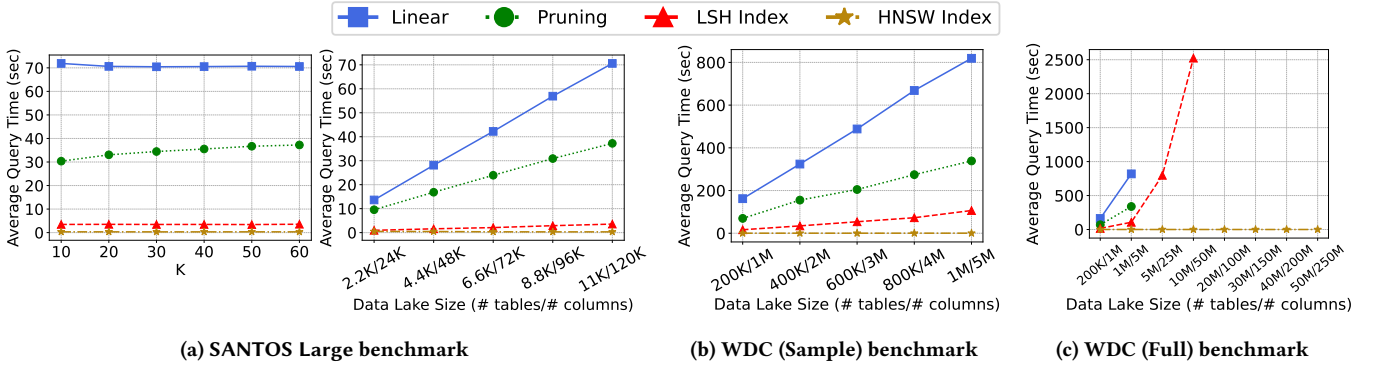 Linear Pruning LSH Index HNSW Index
Average Query Time (sec)
70
60
50
40
30
20
10
0
10 20 30 40 50 60
K
Average Query Time (sec)
70
60
50
40
30
20
10
0
2.2K/24K 4.4K/48K 6.6K/72K 8.8K/96K 11K/120K
Data Lake Size (# tables/# columns)
(a) SANTOS Large benchmark
Average Query Time (sec)
800
600
400
200
0
200K/1M 400K/2M 600K/3M 800K/4M 1M/5M
Data Lake Size (# tables/# columns)
(b) WDC (Sample) benchmark
Average Query Time (sec)
2500
2000
1500
1000
500
0
200K/1M 1M/5M 5M/25M 10M/50M 20M/100M 30M/150M 40M/200M 50M/250M
Data Lake Size (# tables/# columns)
(c) WDC (Full) benchmark